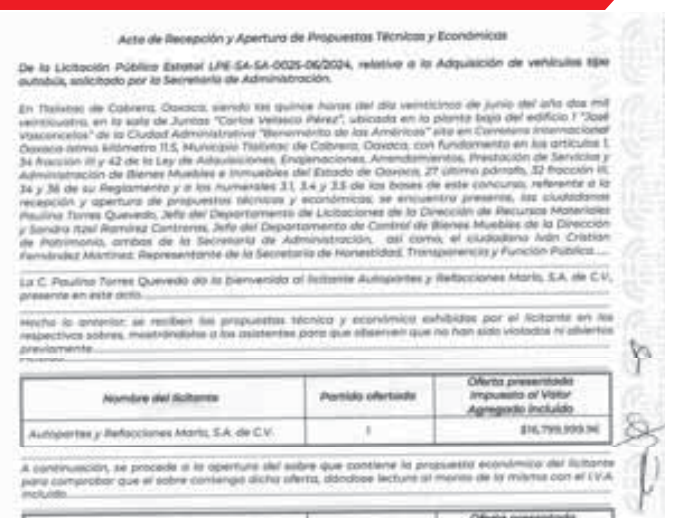 Acta de Recepción y Apertura de Propuestas Técnicas y Económicas
De la Licitación Pública Estatal LPE-SA-SA-0025-06/2024, relativa a la Adquisición de vehículos tipo
autobús, solicitado por la Secretaría de Administración.
En Tlalixtac de Cabrera, Oaxaca, siendo las quince horas del día veinticinco de junio del año dos mil
veinticuatro, en la sala de Juntas "Carlos Velasco Pérez", ubicada en la planta baja del edificio 1 "José
Vasconcelos" de la Ciudad Administrativa "Benemérito de las Américas" sita en Carretera Internacional
Oaxaca-Istmo kilómetro 11.5, Municipio Tlalixtac de Cabrera, Oaxaca, con fundamento en los artículos 1,
34 fracción III y 42 de la Ley de Adquisiciones, Enajenaciones, Arrendamientos, Prestación de Servicios y
Administración de Bienes Muebles e Inmuebles del Estado de Oaxaca, 27 último párrafo, 32 fracción III,
34 y 36 de su Reglamento y a los numerales 3.1, 3.4 y 3.5 de las bases de este concurso, referente a la
recepción y apertura de propuestas técnicas y económicas; se encuentra presente, las ciudadanas
Paulina Torres Quevedo, Jefa del Departamento de Licitaciones de la Dirección de Recursos Materiales
y Sandra Itzel Ramírez Contreras, Jefa del Departamento de Control de Bienes Muebles de la Dirección
de Patrimonio, ambas de la Secretaría de Administración, así como, el ciudadano Iván Cristian
Fernández Martínez, Representante de la Secretaría de Honestidad, Transparencia y Función Pública.
La C. Paulina Torres Quevedo da la bienvenida al licitante Autopartes y Refacciones Mario, S.A. de C.V.,
presente en este acto.
Hecho lo anterior, se reciben las propuestas técnica y económica exhibidas por el licitante en los
respectivos sobres, mostrándolos a los asistentes para que observen que no han sido violados ni abiertos
previamente.
Nombre del licitante
Partida ofertada
Oferta presentada
Impuesto al Valor
Agregado incluido
Autopartes y Refacciones Mario, S.A. de C.V.
1
$16,799,999.96
A continuación, se procede a la apertura del sobre que contiene la propuesta económica del licitante
para comprobar que el sobre contenga dicha oferta, dándose lectura al monto de la misma con el I.V.A
incluido.
Oferta presentada